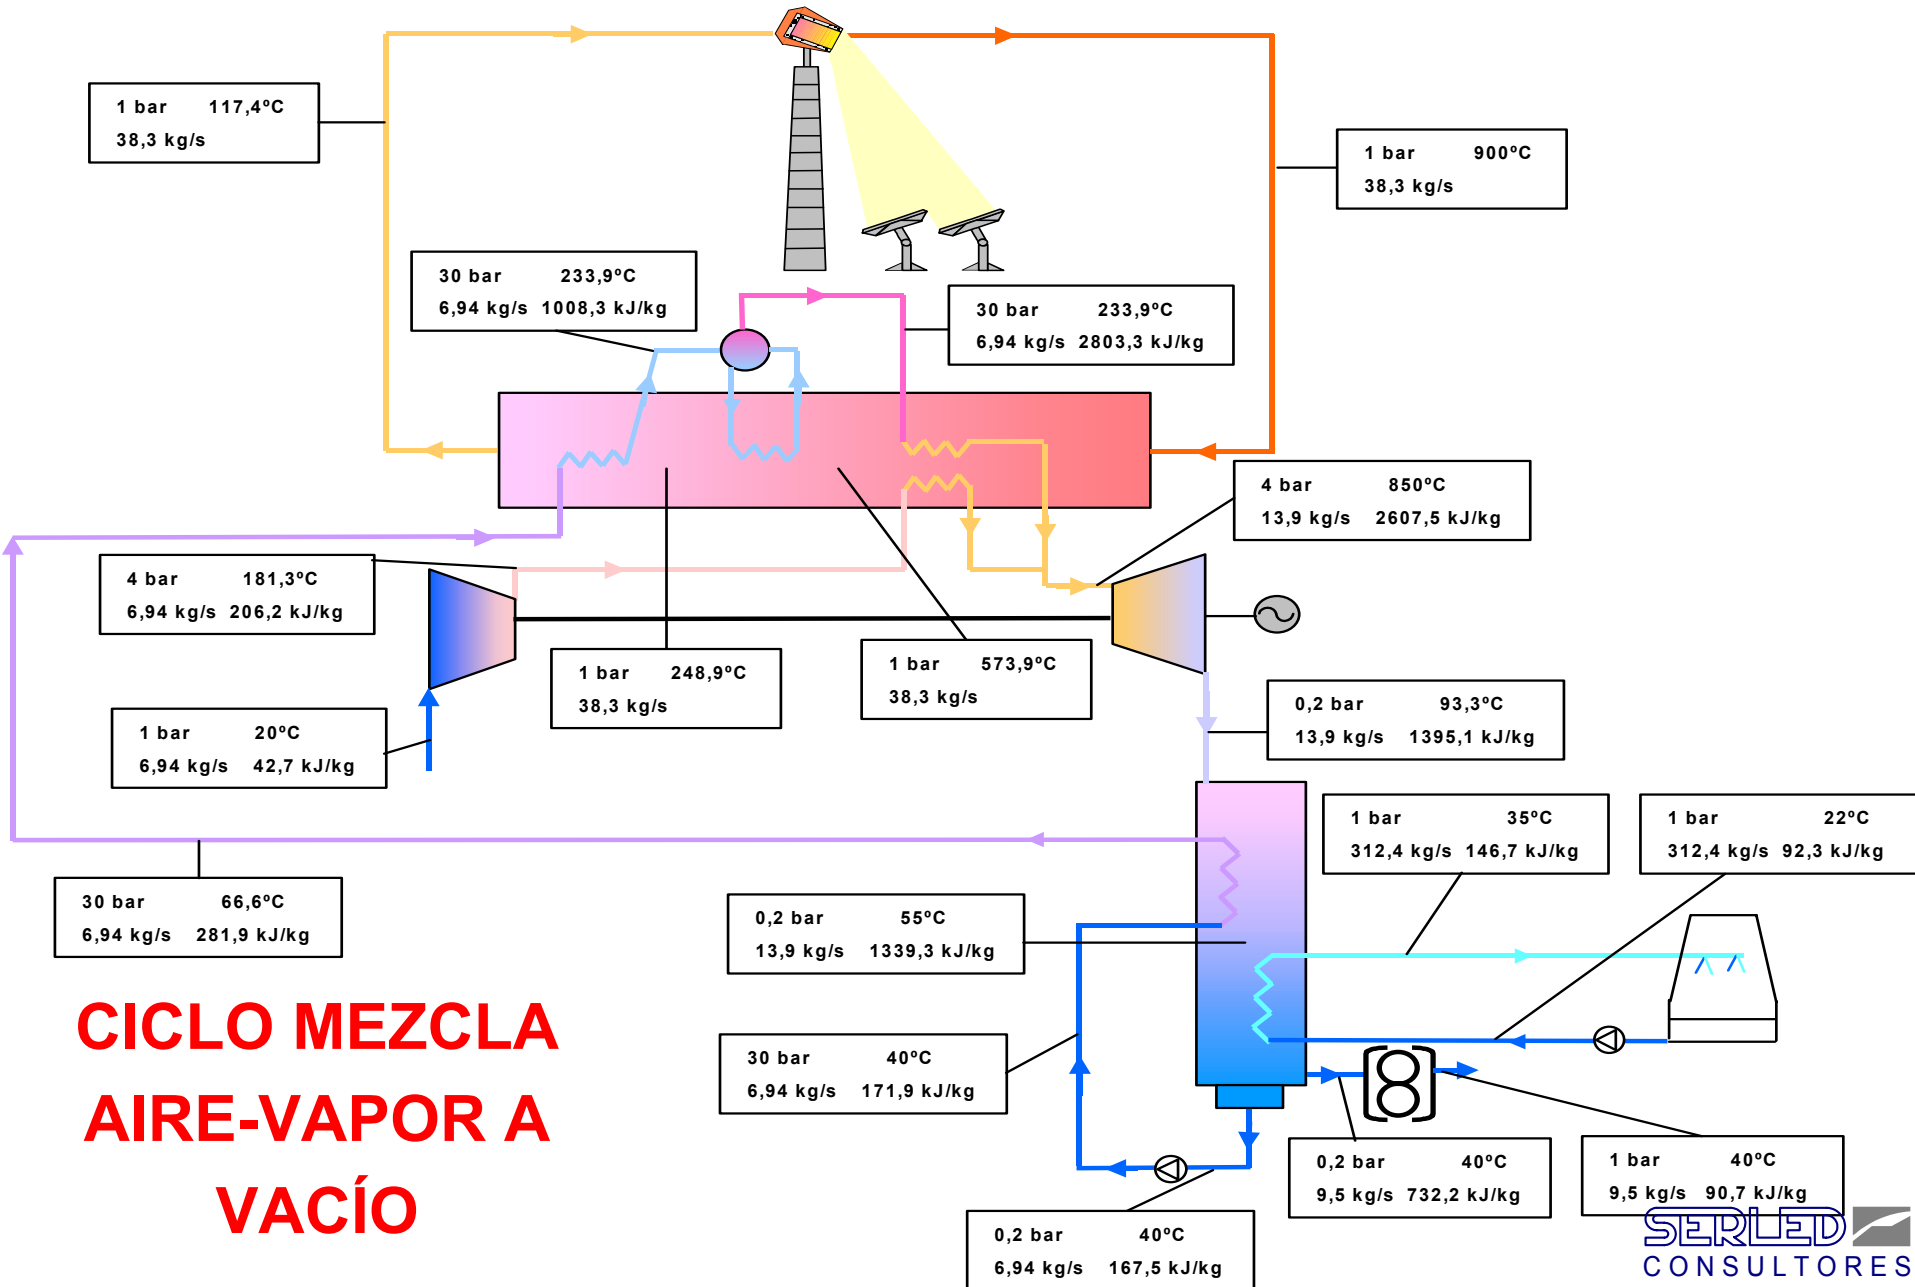 1 bar 117,4ºC
38,3 kg/s
1 bar 900ºC
38,3 kg/s
30 bar 233,9ºC
6,94 kg/s 1008,3 kJ/kg
30 bar 233,9ºC
6,94 kg/s 2803,3 kJ/kg
4 bar 850ºC
13,9 kg/s 2607,5 kJ/kg
4 bar 181,3ºC
6,94 kg/s 206,2 kJ/kg
1 bar 248,9ºC
38,3 kg/s
1 bar 573,9ºC
38,3 kg/s
1 bar 20ºC
6,94 kg/s 42,7 kJ/kg
0,2 bar 93,3ºC
13,9 kg/s 1395,1 kJ/kg
1 bar 35ºC
312,4 kg/s 146,7 kJ/kg
1 bar 22ºC
312,4 kg/s 92,3 kJ/kg
30 bar 66,6ºC
6,94 kg/s 281,9 kJ/kg
0,2 bar 55ºC
13,9 kg/s 1339,3 kJ/kg
30 bar 40ºC
6,94 kg/s 171,9 kJ/kg
0,2 bar 40ºC
9,5 kg/s 732,2 kJ/kg
1 bar 40ºC
9,5 kg/s 90,7 kJ/kg
0,2 bar 40ºC
6,94 kg/s 167,5 kJ/kg
CICLO MEZCLA
AIRE-VAPOR A
VACÍO
SERLED
CONSULTORES